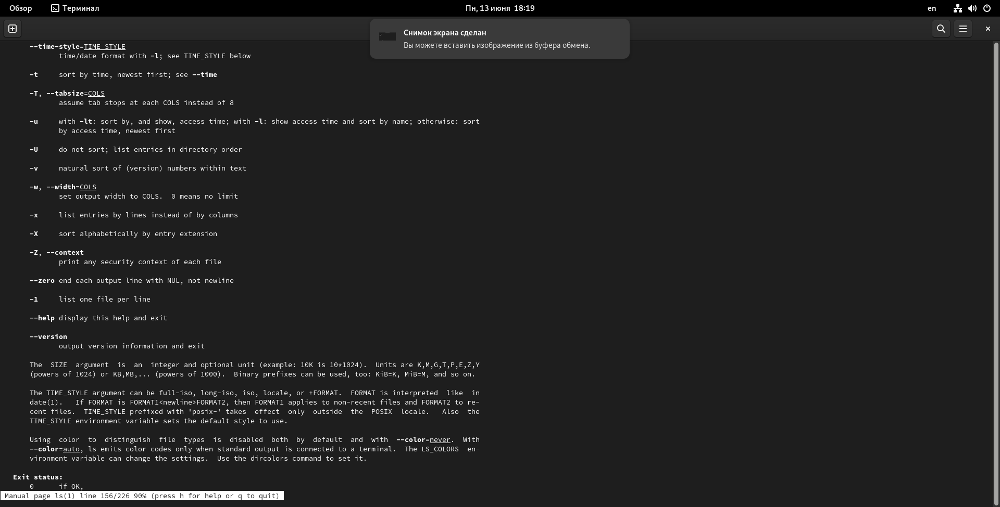 Обзор Терминал Пн, 13 июня 18:19 en
Снимок экрана сделан
Вы можете вставить изображение из буфера обмена.
--time-style=TIME_STYLE
time/date format with -l; see TIME_STYLE below
-t sort by time, newest first; see --time
-T, --tabsize=COLS
assume tab stops at each COLS instead of 8
-u with -lt: sort by, and show, access time; with -l: show access time and sort by name; otherwise: sort
by access time, newest first
-U do not sort; list entries in directory order
-v natural sort of (version) numbers within text
-w, --width=COLS
set output width to COLS.  0 means no limit
-x list entries by lines instead of by columns
-X sort alphabetically by entry extension
-Z, --context
print any security context of each file
--zero end each output line with NUL, not newline
-1 list one file per line
--help display this help and exit
--version
output version information and exit
The  SIZE  argument  is  an  integer and optional unit (example: 10K is 10*1024).  Units are K,M,G,T,P,E,Z,Y
(powers of 1024) or KB,MB,... (powers of 1000).  Binary prefixes can be used, too: KiB=K, MiB=M, and so on.
The TIME_STYLE argument can be full-iso, long-iso, iso, locale, or +FORMAT.  FORMAT is interpreted  like  in
date(1).   If FORMAT is FORMAT1<newline>FORMAT2, then FORMAT1 applies to non-recent files and FORMAT2 to re-
cent files.  TIME_STYLE prefixed with 'posix-' takes  effect  only  outside  the  POSIX  locale.   Also  the
TIME_STYLE environment variable sets the default style to use.
Using  color  to  distinguish  file  types  is  disabled  both  by  default  and  with  --color=never.  With
--color=auto, ls emits color codes only when standard output is connected to a terminal.  The LS_COLORS  en-
vironment variable can change the settings.  Use the dircolors command to set it.
Exit status:
0 if OK,
Manual page ls(1) line 156/226 90% (press h for help or q to quit)